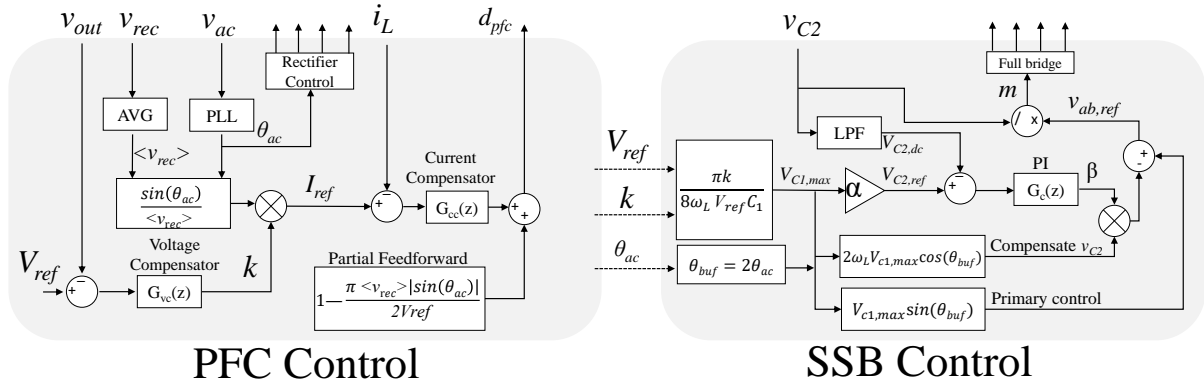 v_out v_rec v_ac i_L d_pfc
Rectifier
Control
AVG PLL
θ_ac
<v_rec>
sin(θ_ac)
<v_rec>
I_ref
Current
Compensator
G_cc(z)
− + +
Voltage
Compensator
V_ref
G_vc(z)
k
Partial Feedforward
1− π <v_rec>|sin(θ_ac)|
2Vref
PFC Control
v_C2
Full bridge
m
/ x
v_ab,ref
LPF
V_C2,dc
V_ref
k
θ_ac
πk
8ω_L V_ref C_1
V_C1,max
α
V_C2,ref
PI
G_c(z)
β
θ_buf = 2θ_ac
2ω_L V_c1,max cos(θ_buf)
Compensate v_C2
V_c1,max sin(θ_buf)
Primary control
SSB Control